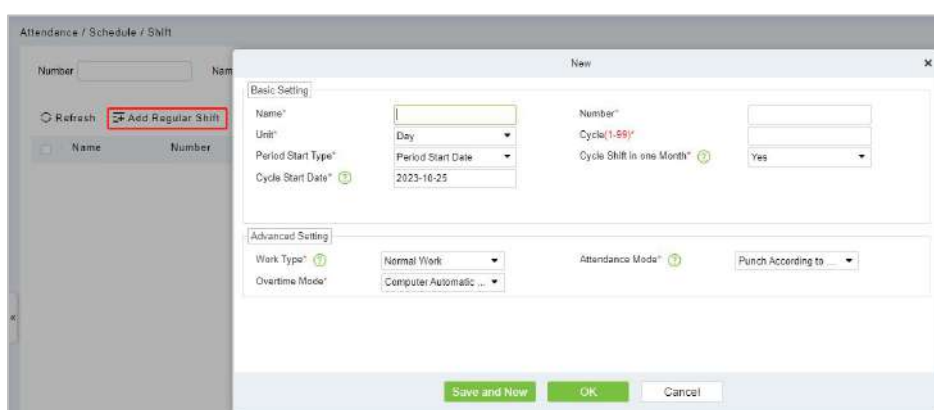 Attendance / Schedule / Shift
Number Nam
New ×
Basic Setting
Refresh Add Regular Shift
Name Number
Name* Number*
Unit* Day Cycle(1-99)*
Period Start Type* Period Start Date Cycle Shift in one Month* ? Yes
Cycle Start Date* ? 2023-10-25
Advanced Setting
Work Type* ? Normal Work Attendance Mode* ? Punch According to ...
Overtime Mode* Computer Automatic ...
«
Save and New OK Cancel